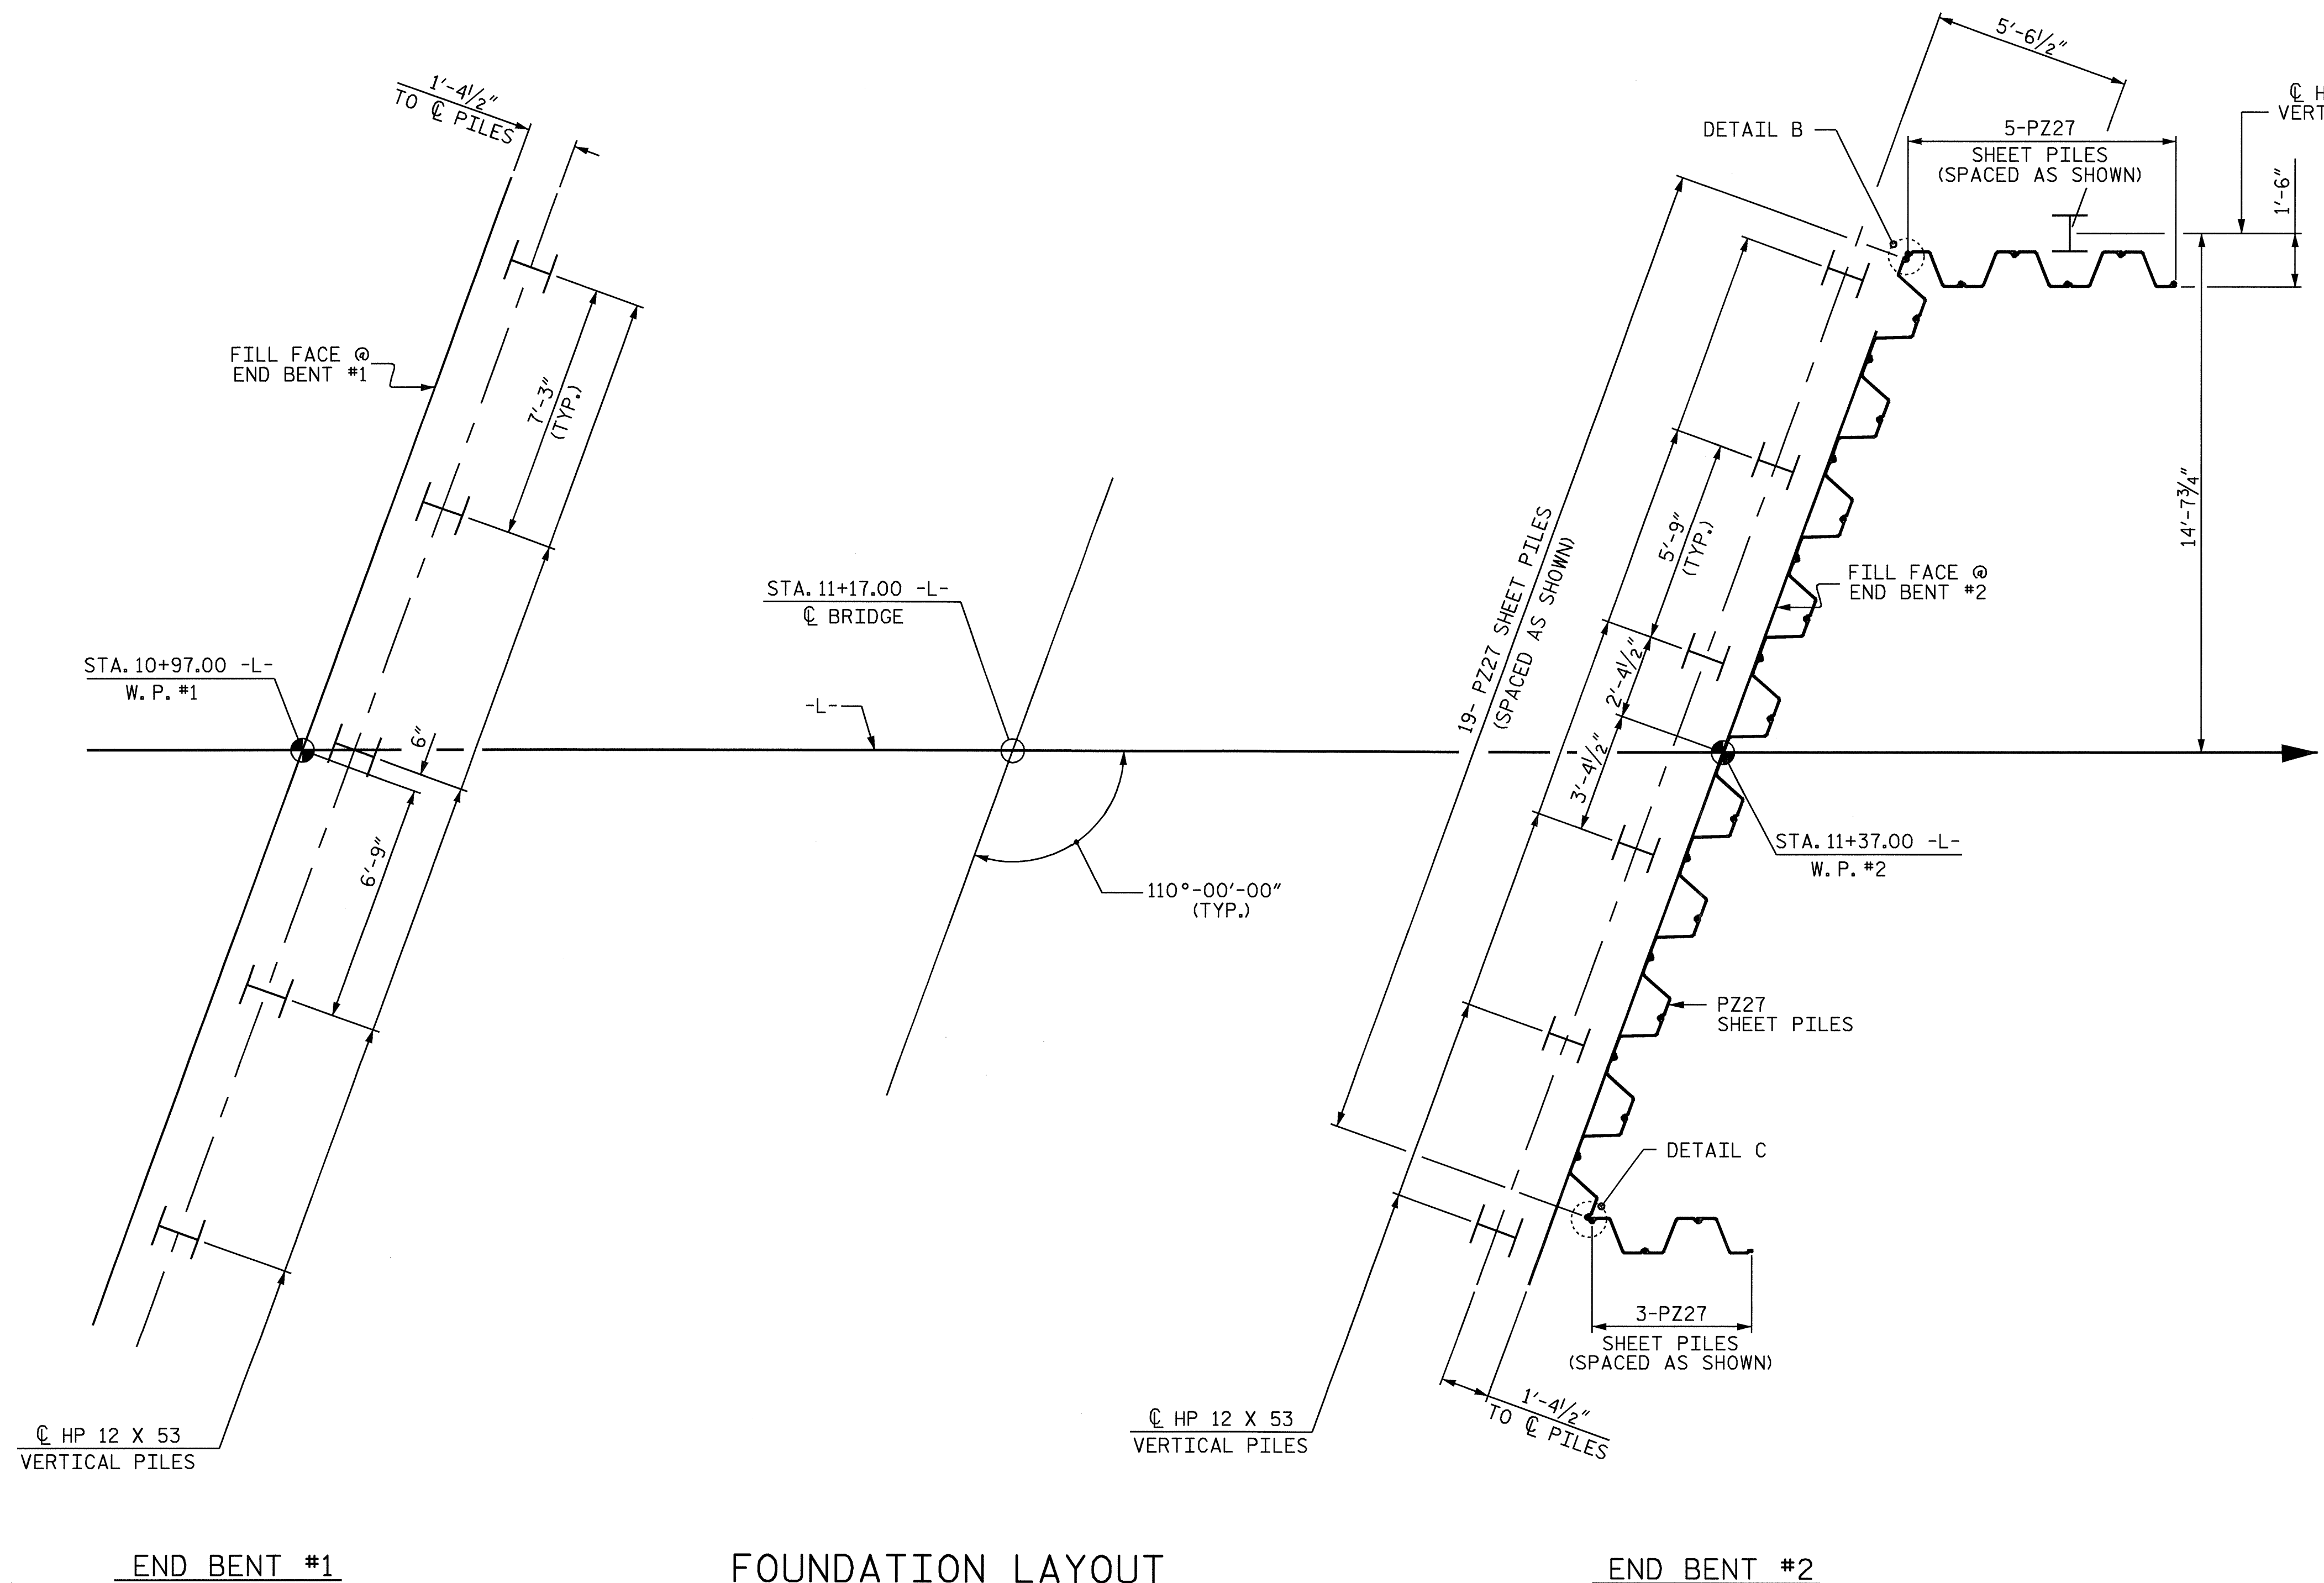 1'-4½"
TO ℄ PILES
FILL FACE @
END BENT #1
7'-3"
(TYP.)
STA. 10+97.00 -L-
W.P. #1
6"
6'-9"
℄ HP 12 X 53
VERTICAL PILES
END BENT #1
STA. 11+17.00 -L-
℄ BRIDGE
-L-
110°-00'-00"
(TYP.)
FOUNDATION LAYOUT
5'-6½"
DETAIL B
5-PZ27
SHEET PILES
(SPACED AS SHOWN)
℄ H
VERT
1'-6"
14'-7¾"
19- PZ27 SHEET PILES
(SPACED AS SHOWN)
5'-9"
(TYP.)
2'-4½"
3'-4½"
FILL FACE @
END BENT #2
STA. 11+37.00 -L-
W.P. #2
PZ27
SHEET PILES
DETAIL C
3-PZ27
SHEET PILES
(SPACED AS SHOWN)
1'-4½"
TO ℄ PILES
℄ HP 12 X 53
VERTICAL PILES
END BENT #2